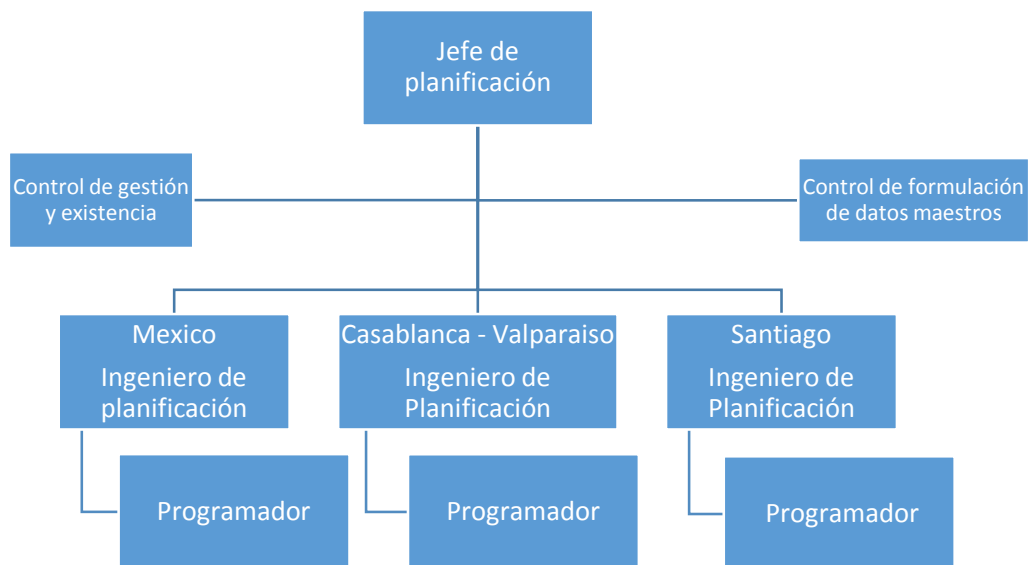 Jefe de
planificación
Control de gestión
y existencia
Control de formulación
de datos maestros
Mexico
Ingeniero de
planificación
Casablanca - Valparaiso
Ingeniero de
Planificación
Santiago
Ingeniero de
Planificación
Programador
Programador
Programador